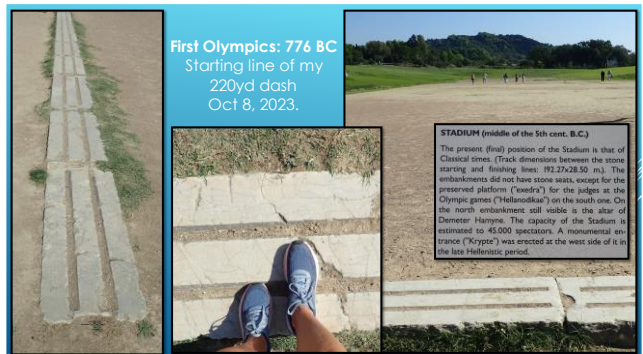 First Olympics: 776 BC
Starting line of my
220yd dash
Oct 8, 2023.
STADIUM (middle of the 5th cent. B.C.)
The present (final) position of the Stadium is that of
Classical times. (Track dimensions between the stone
starting and finishing lines: 192.27x28.50 m.). The
embankments did not have stone seats, except for the
preserved platform ("exedra") for the judges at the
Olympic games ("Hellanodikae") on the south one. On
the north embankment still visible is the altar of
Demeter Hamyne. The capacity of the Stadium is
estimated to 45.000 spectators. A monumental en-
trance ("Krypte") was erected at the west side of it in
the late Hellenistic period.